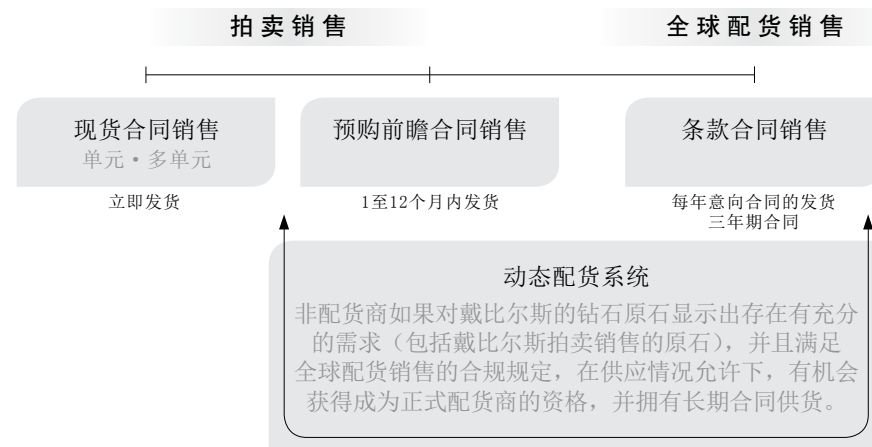 拍卖销售
全球配货销售
现货合同销售
单元·多单元
立即发货
预购前瞻合同销售
1至12个月内发货
条款合同销售
每年意向合同的发货
三年期合同
动态配货系统
非配货商如果对戴比尔斯的钻石原石显示出存在有充分
的需求（包括戴比尔斯拍卖销售的原石），并且满足
全球配货销售的合规规定，在供应情况允许下，有机会
获得成为正式配货商的资格，并拥有长期合同供货。